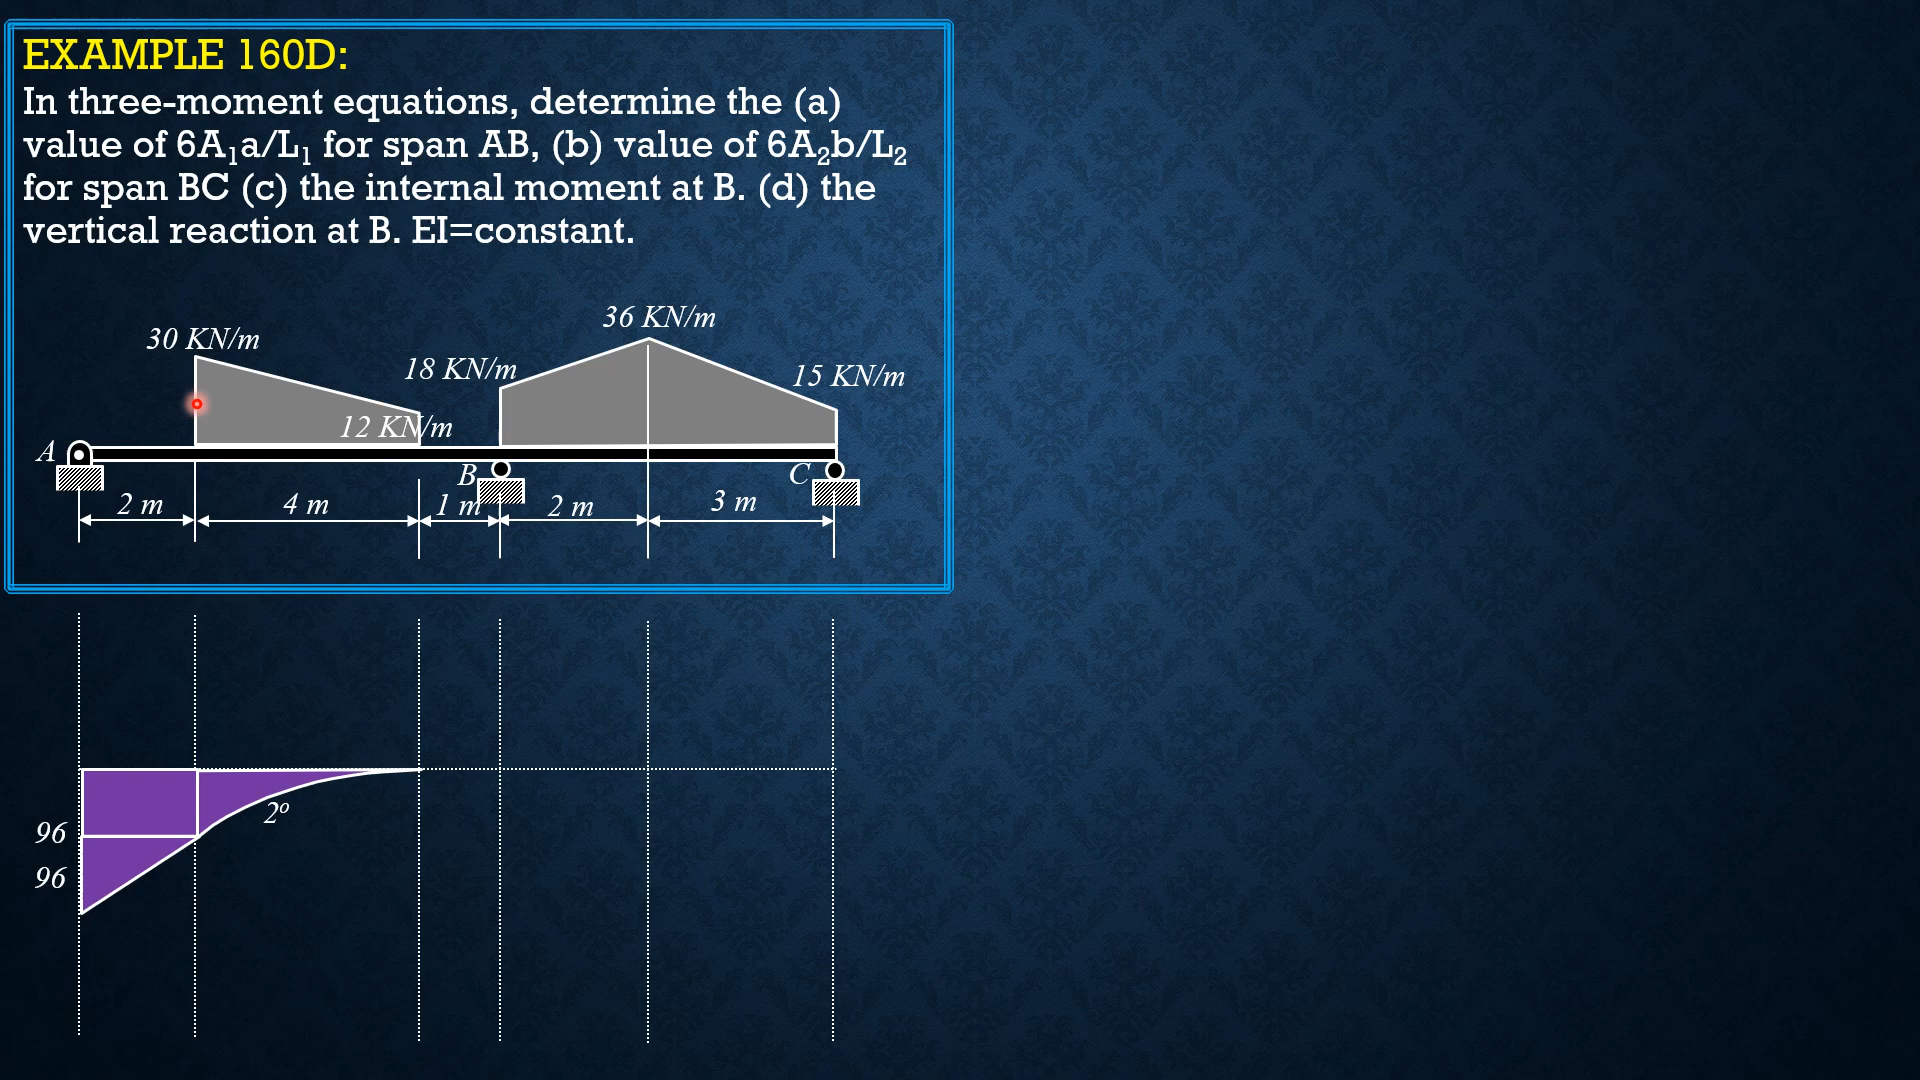 EXAMPLE 160D:
In three-moment equations, determine the (a)
value of 6A₁a/L₁ for span AB, (b) value of 6A₂b/L₂
for span BC (c) the internal moment at B. (d) the
vertical reaction at B. EI=constant.
36 KN/m
30 KN/m
18 KN/m
15 KN/m
12 KN/m
A
B
C
2 m
4 m
1 m
2 m
3 m
2º
96
96